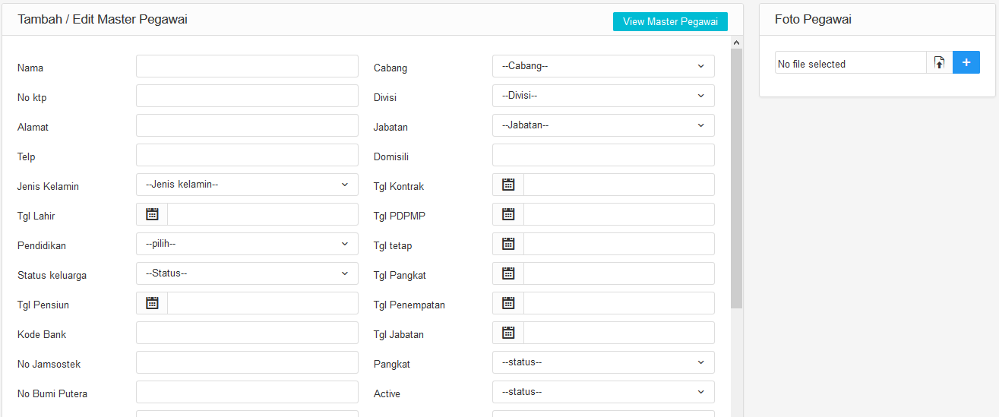 Tambah / Edit Master Pegawai
View Master Pegawai
Nama
No ktp
Alamat
Telp
Jenis Kelamin --Jenis kelamin--
Tgl Lahir
Pendidikan --pilih--
Status keluarga --Status--
Tgl Pensiun
Kode Bank
No Jamsostek
No Bumi Putera
Cabang --Cabang--
Divisi --Divisi--
Jabatan --Jabatan--
Domisili
Tgl Kontrak
Tgl PDPMP
Tgl tetap
Tgl Pangkat
Tgl Penempatan
Tgl Jabatan
Pangkat --status--
Active --status--
Foto Pegawai
No file selected